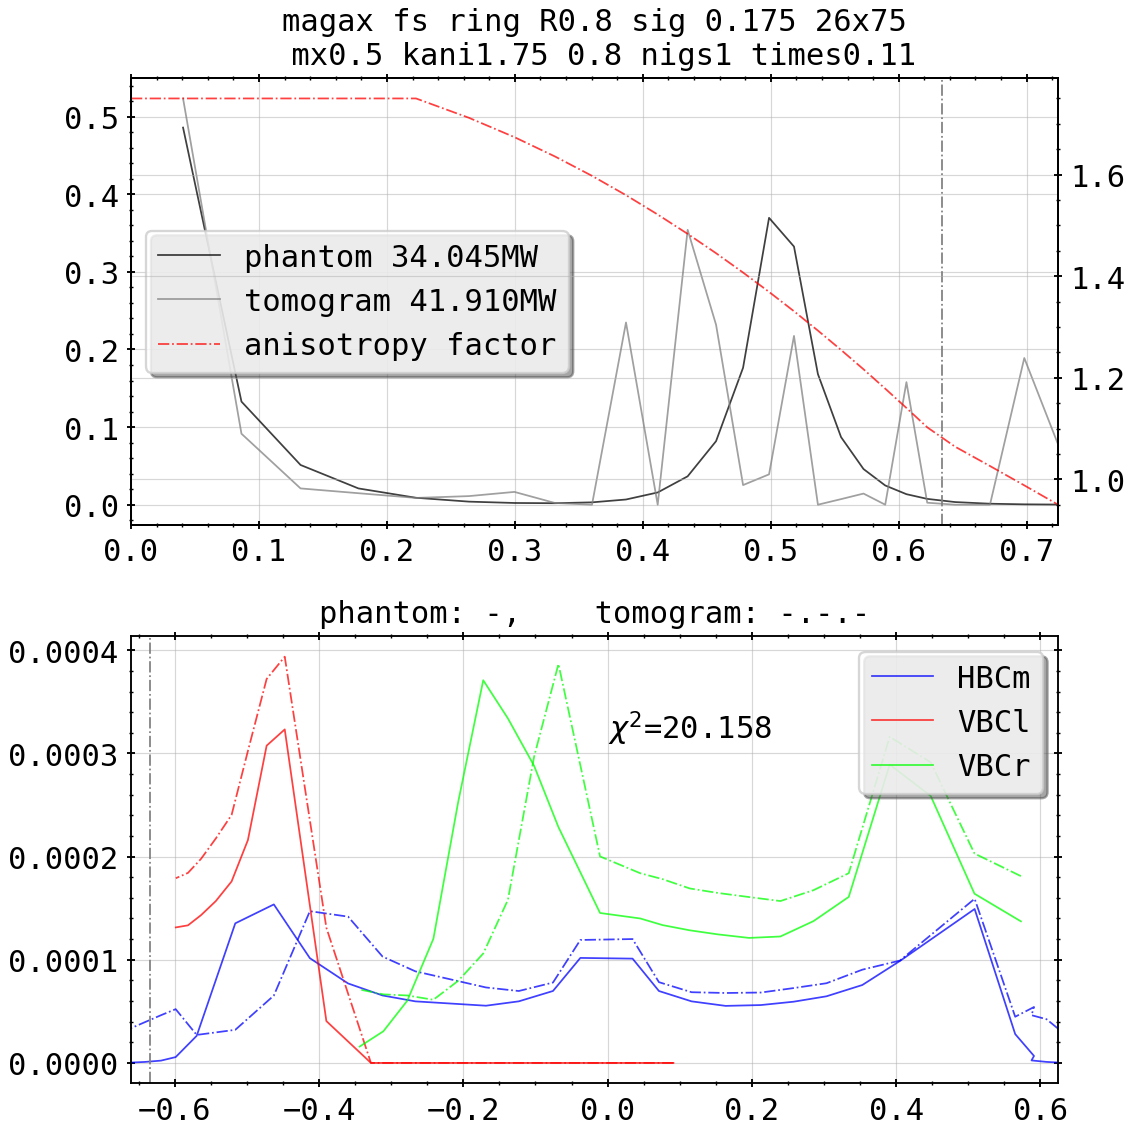 magax fs ring R0.8 sig 0.175 26x75
mx0.5 kani1.75 0.8 nigs1 times0.11
0.5
0.4
0.3
0.2
0.1
0.0
1.6
1.4
1.2
1.0
phantom 34.045MW
tomogram 41.910MW
anisotropy factor
0.0 0.1 0.2 0.3 0.4 0.5 0.6 0.7
phantom: -, tomogram: -.-.-
0.0004
0.0003
0.0002
0.0001
0.0000
χ²=20.158
HBCm
VBCl
VBCr
−0.6 −0.4 −0.2 0.0 0.2 0.4 0.6